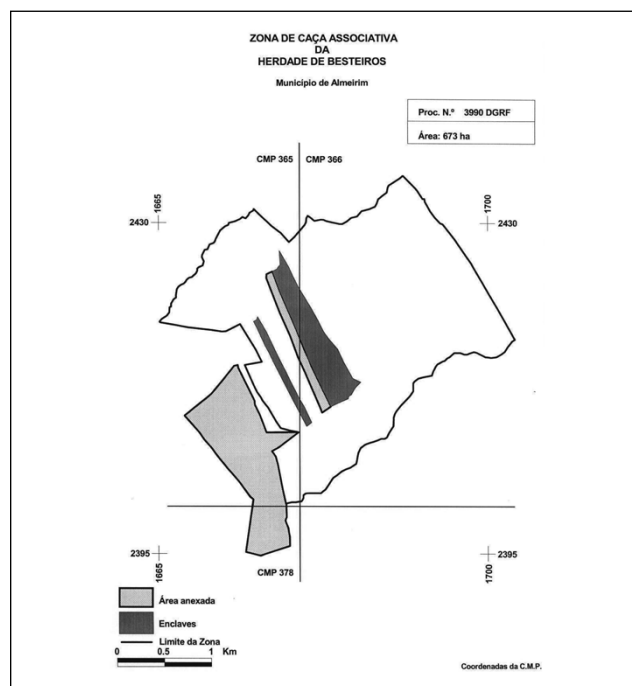 ZONA DE CAÇA ASSOCIATIVA
DA
HERDADE DE BESTEIROS
Município de Almeirim
Proc. N.º 3990 DGRF
Área: 673 ha
CMP 365
CMP 366
1665
1700
2430
2430
2395
2395
1665
1700
CMP 378
Área anexada
Enclaves
Limite da Zona
0 0.5 1 Km
Coordenadas da C.M.P.